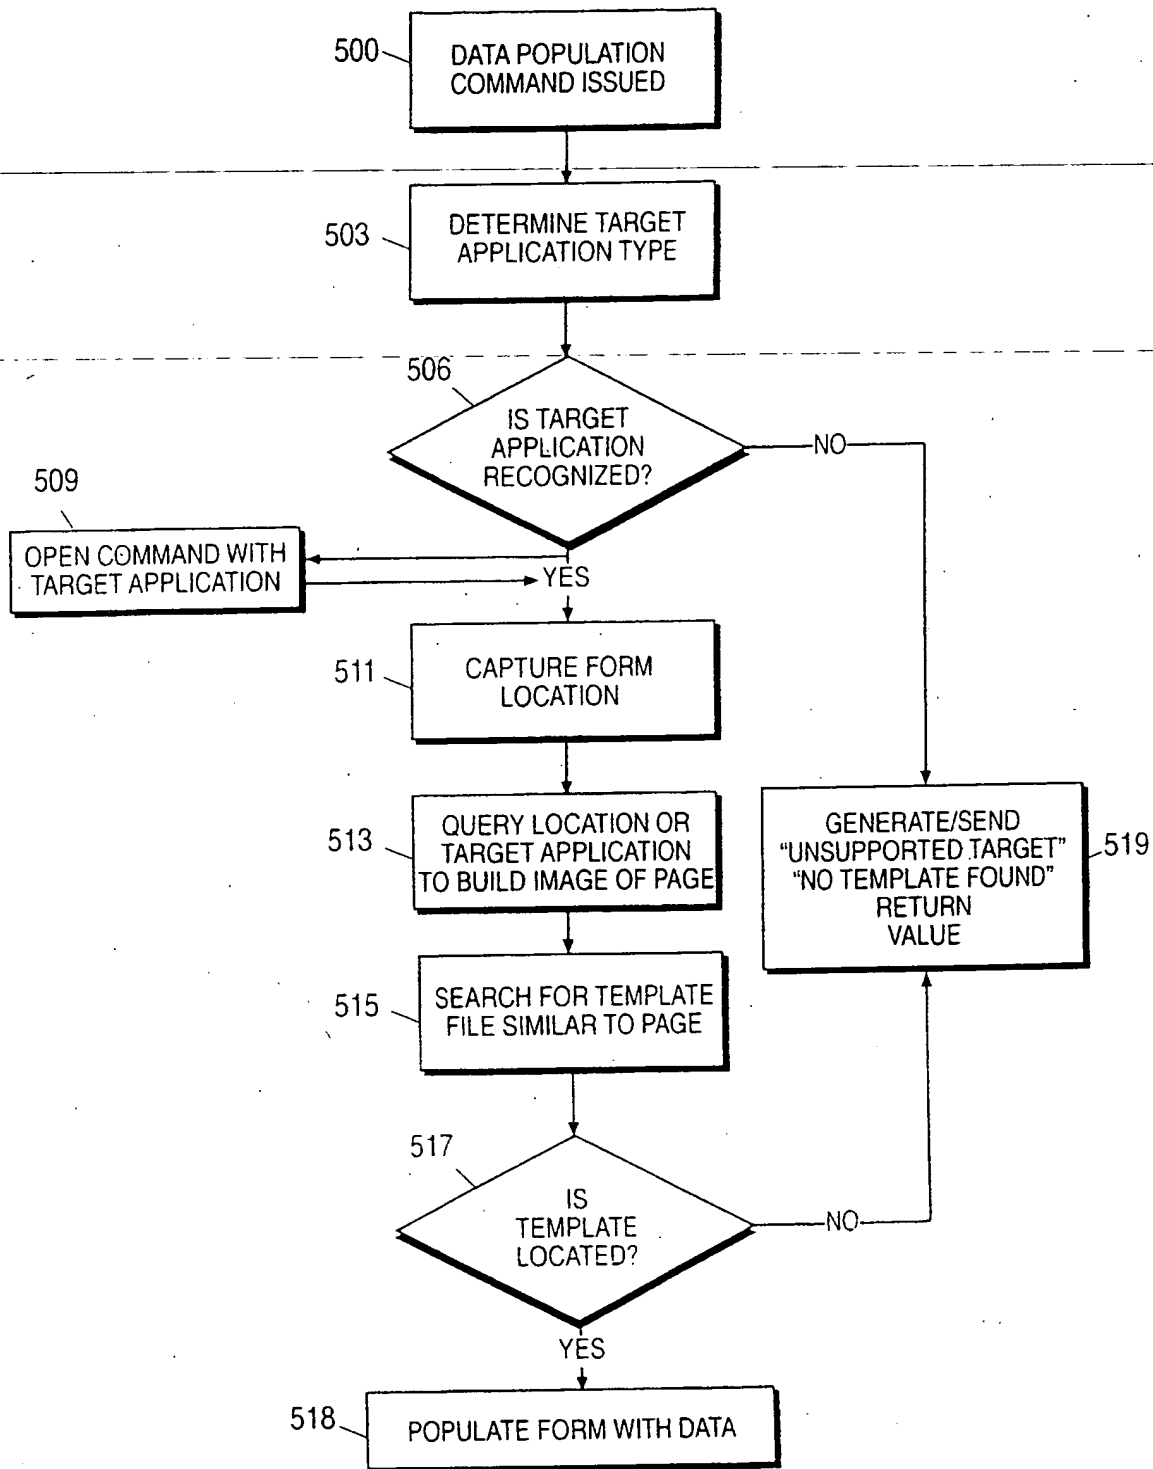 500
DATA POPULATION
COMMAND ISSUED
503
DETERMINE TARGET
APPLICATION TYPE
506
IS TARGET
APPLICATION
RECOGNIZED?
NO
509
OPEN COMMAND WITH
TARGET APPLICATION
YES
511
CAPTURE FORM
LOCATION
513
QUERY LOCATION OR
TARGET APPLICATION
TO BUILD IMAGE OF PAGE
GENERATE/SEND
"UNSUPPORTED TARGET"
"NO TEMPLATE FOUND"
RETURN
VALUE
519
515
SEARCH FOR TEMPLATE
FILE SIMILAR TO PAGE
517
IS
TEMPLATE
LOCATED?
NO
YES
518
POPULATE FORM WITH DATA